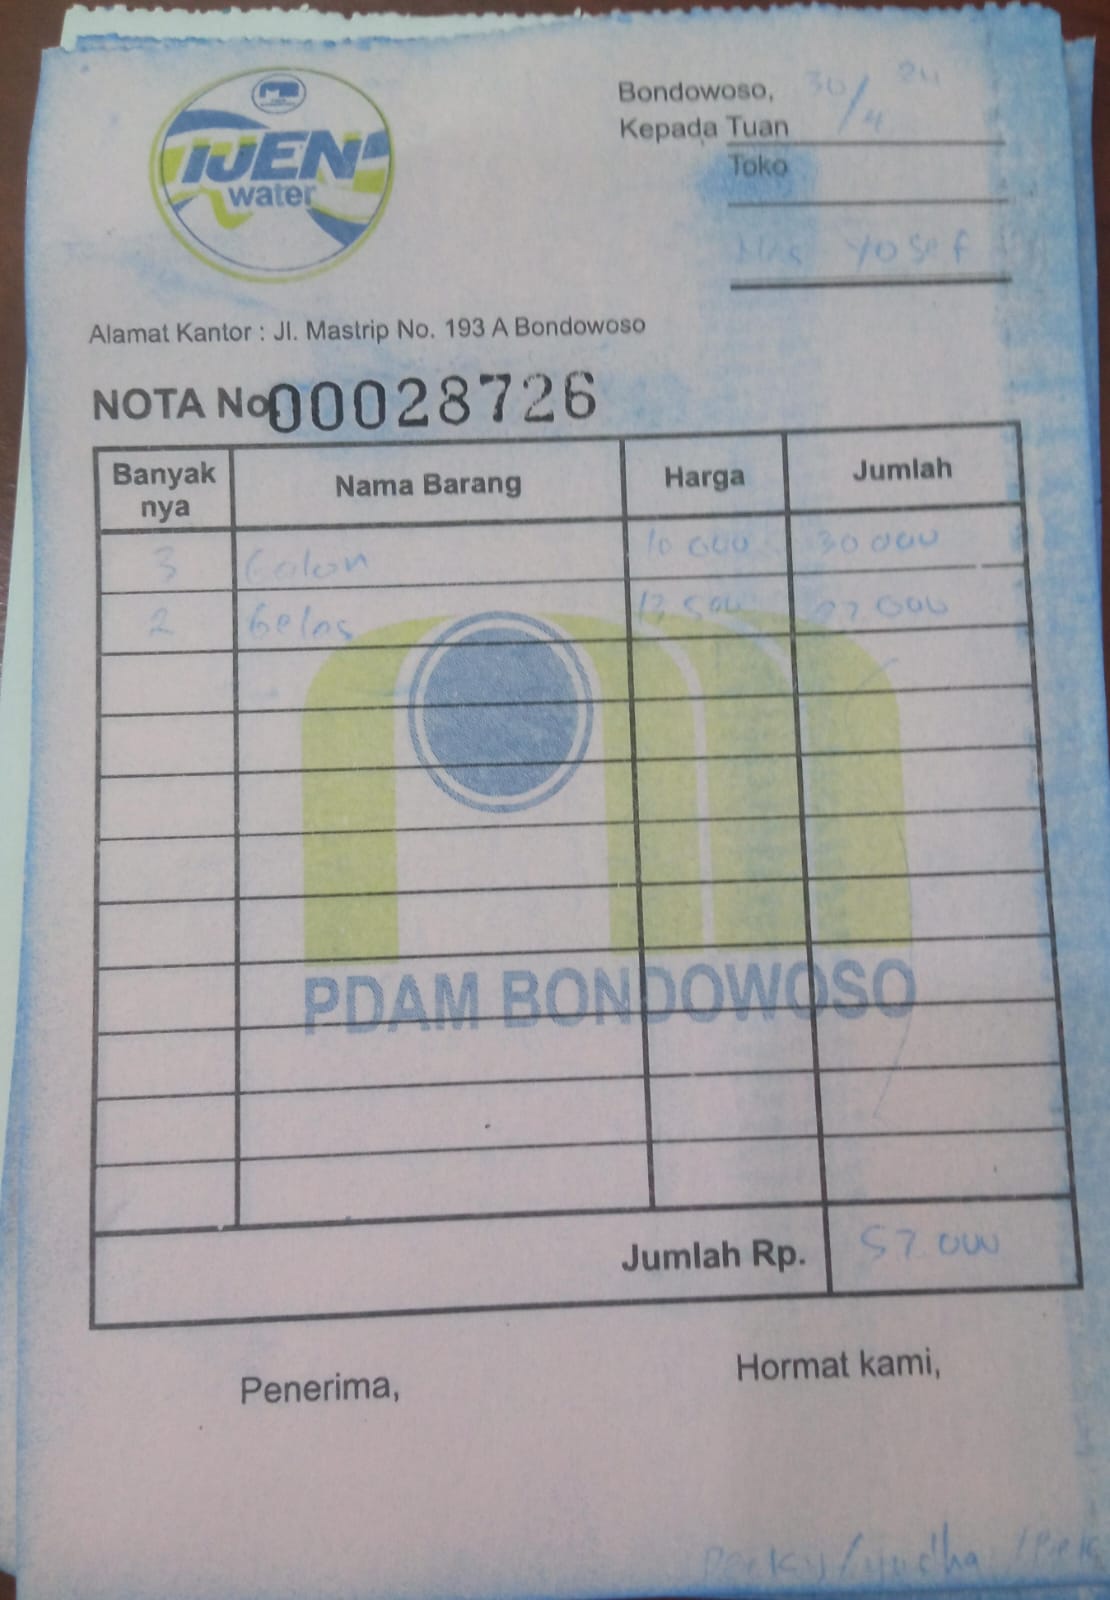 IJEN
water
Bondowoso, 30/4 24
Kepada Tuan
Toko
Yosef
Alamat Kantor : Jl. Mastrip No. 193 A Bondowoso
NOTA No 00028726
Banyak nya Nama Barang Harga Jumlah
3 Galon 10 000 30 000
2 Gelas 13 500 27 000
PDAM BONDOWOSO
Jumlah Rp. 57 000
Penerima, Hormat kami,